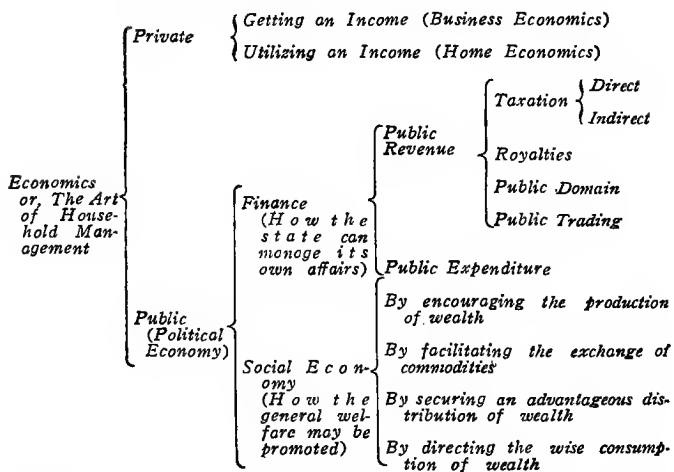 Economics
or, The Art
of House-
hold Man-
agement
Private
Getting an Income (Business Economics)
Utilizing an Income (Home Economics)
Public
(Political
Economy)
Finance
(How the
state can
manage its
own affairs)
Public
Revenue
Taxation
Direct
Indirect
Royalties
Public Domain
Public Trading
Public Expenditure
Social Econ-
omy
(How the
general wel-
fare may be
promoted)
By encouraging the production
of wealth
By facilitating the exchange of
commodities
By securing an advantageous dis-
tribution of wealth
By directing the wise consump-
tion of wealth